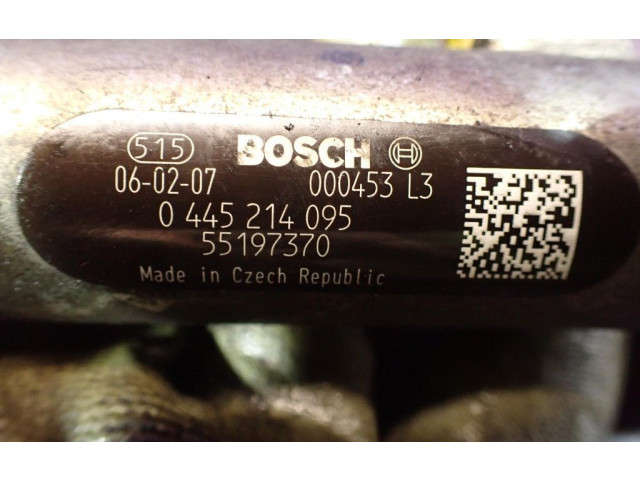 515 BOSCH
06-02-07 000453 L3
0 445 214 095
55197370
Made in Czech Republic